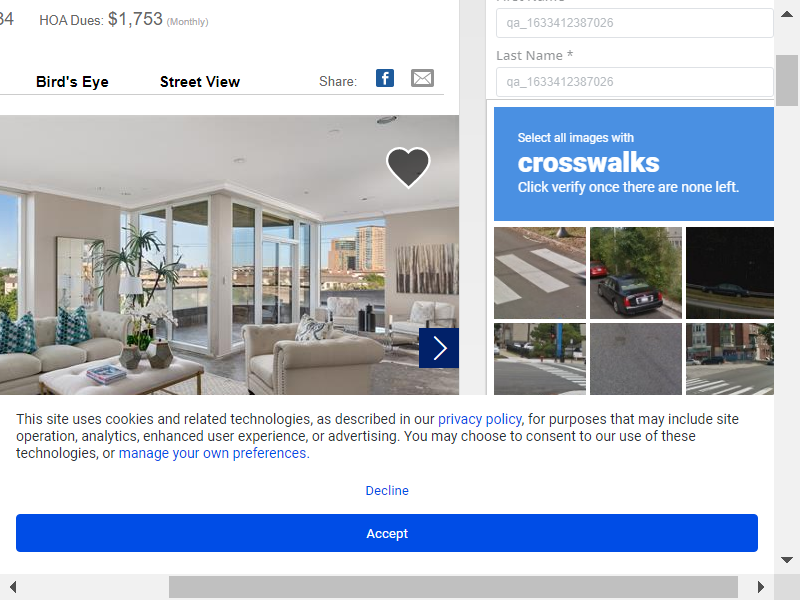 HOA Dues: $1,753 (Monthly)
Bird's Eye
Street View
Share:
qa_1633412387026
Last Name *
qa_1633412387026
Select all images with
crosswalks
Click verify once there are none left.
This site uses cookies and related technologies, as described in our privacy policy, for purposes that may include site
operation, analytics, enhanced user experience, or advertising. You may choose to consent to our use of these
technologies, or manage your own preferences.
Decline
Accept